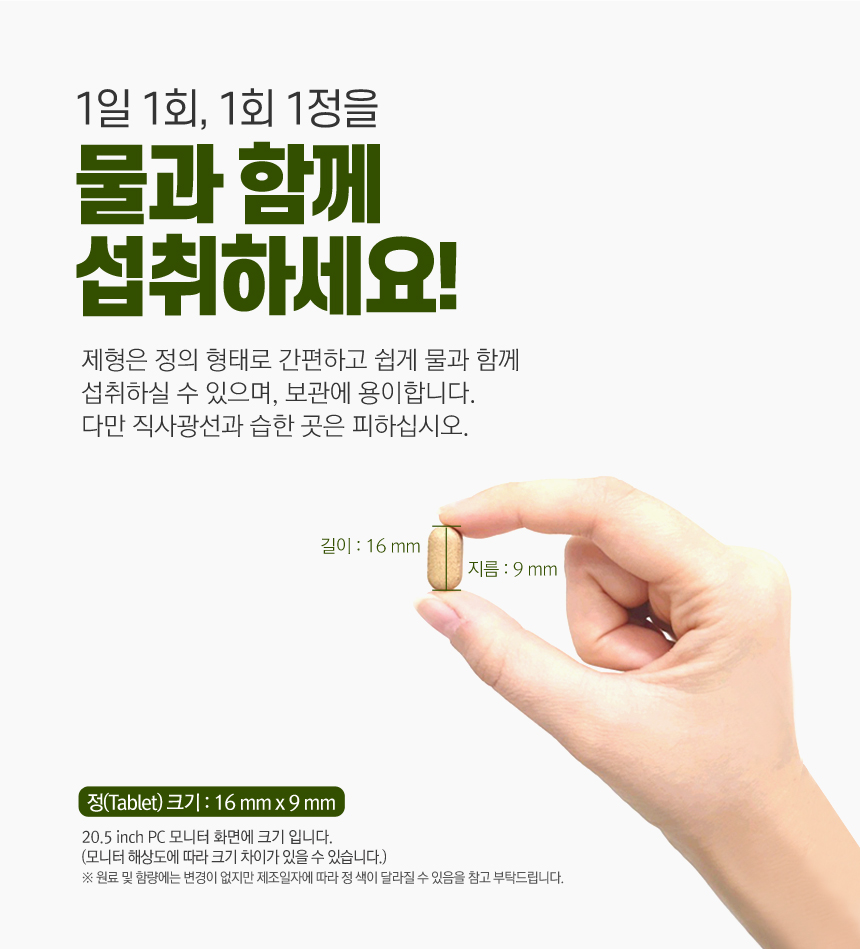 1일 1회, 1회 1정을
물과 함께
섭취하세요!
제형은 정의 형태로 간편하고 쉽게 물과 함께
섭취하실 수 있으며, 보관에 용이합니다.
다만 직사광선과 습한 곳은 피하십시오.
길이 : 16 mm
지름 : 9 mm
정(Tablet) 크기 : 16 mm x 9 mm
20.5 inch PC 모니터 화면에 크기 입니다.
(모니터 해상도에 따라 크기 차이가 있을 수 있습니다.)
※ 원료 및 함량에는 변경이 없지만 제조일자에 따라 정 색이 달라질 수 있음을 참고 부탁드립니다.